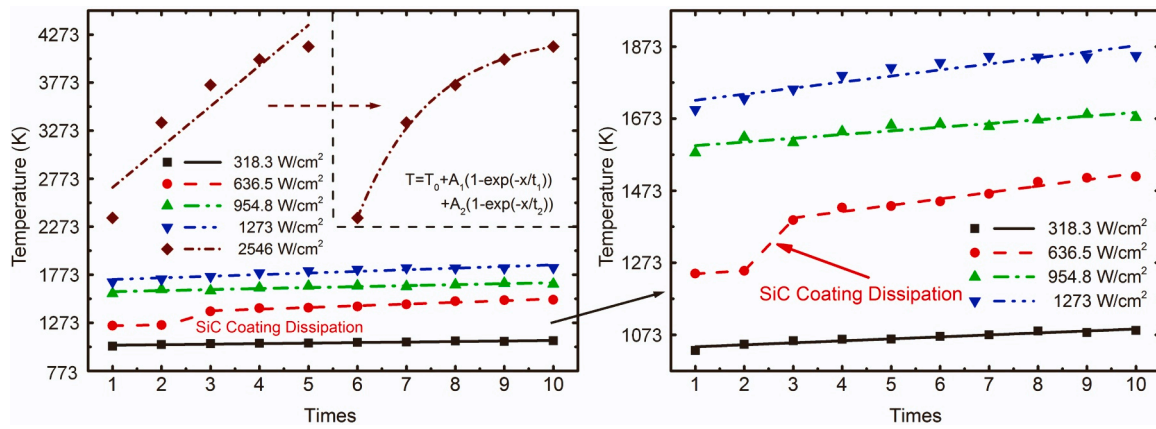 4273
3773
3273
2773
2273
1773
1273
773
Temperature (K)
318.3 W/cm²
636.5 W/cm²
954.8 W/cm²
1273 W/cm²
2546 W/cm²
T=T₀+A₁(1-exp(-x/t₁))
+A₂(1-exp(-x/t₂))
SiC Coating Dissipation
1 2 3 4 5 6 7 8 9 10
Times
1873
1673
1473
1273
1073
Temperature (K)
318.3 W/cm²
636.5 W/cm²
954.8 W/cm²
1273 W/cm²
SiC Coating Dissipation
1 2 3 4 5 6 7 8 9 10
Times